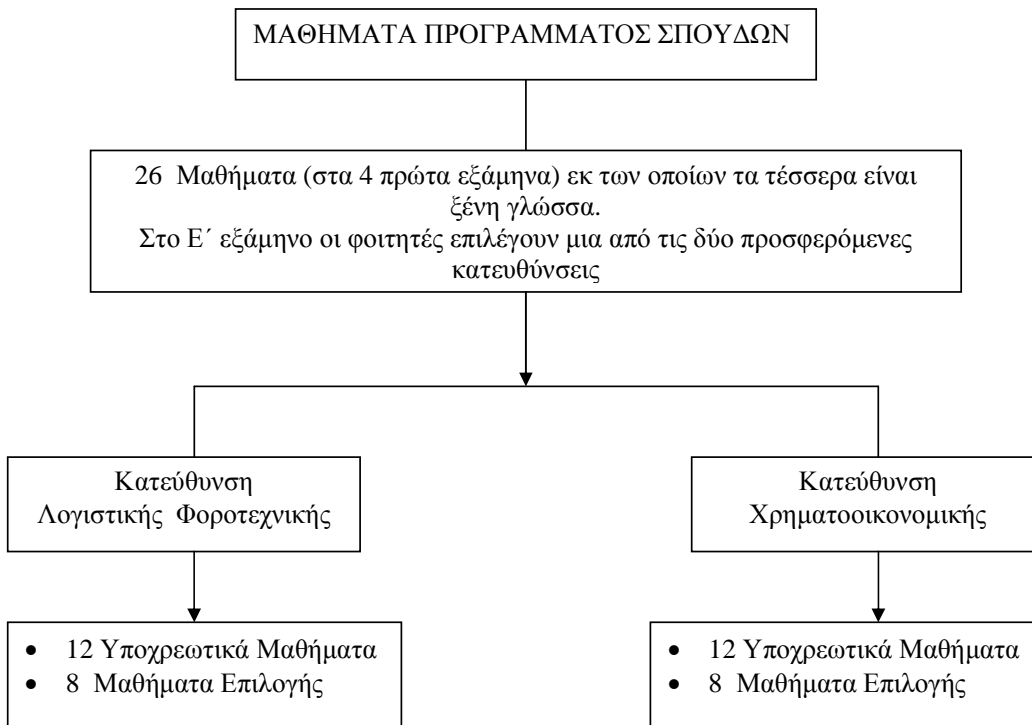 ΜΑΘΗΜΑΤΑ ΠΡΟΓΡΑΜΜΑΤΟΣ ΣΠΟΥΔΩΝ
26 Μαθήματα (στα 4 πρώτα εξάμηνα) εκ των οποίων τα τέσσερα είναι
ξένη γλώσσα.
Στο Ε΄ εξάμηνο οι φοιτητές επιλέγουν μια από τις δύο προσφερόμενες
κατευθύνσεις
Κατεύθυνση
Λογιστικής Φοροτεχνικής
Κατεύθυνση
Χρηματοοικονομικής
• 12 Υποχρεωτικά Μαθήματα
• 8 Μαθήματα Επιλογής
• 12 Υποχρεωτικά Μαθήματα
• 8 Μαθήματα Επιλογής